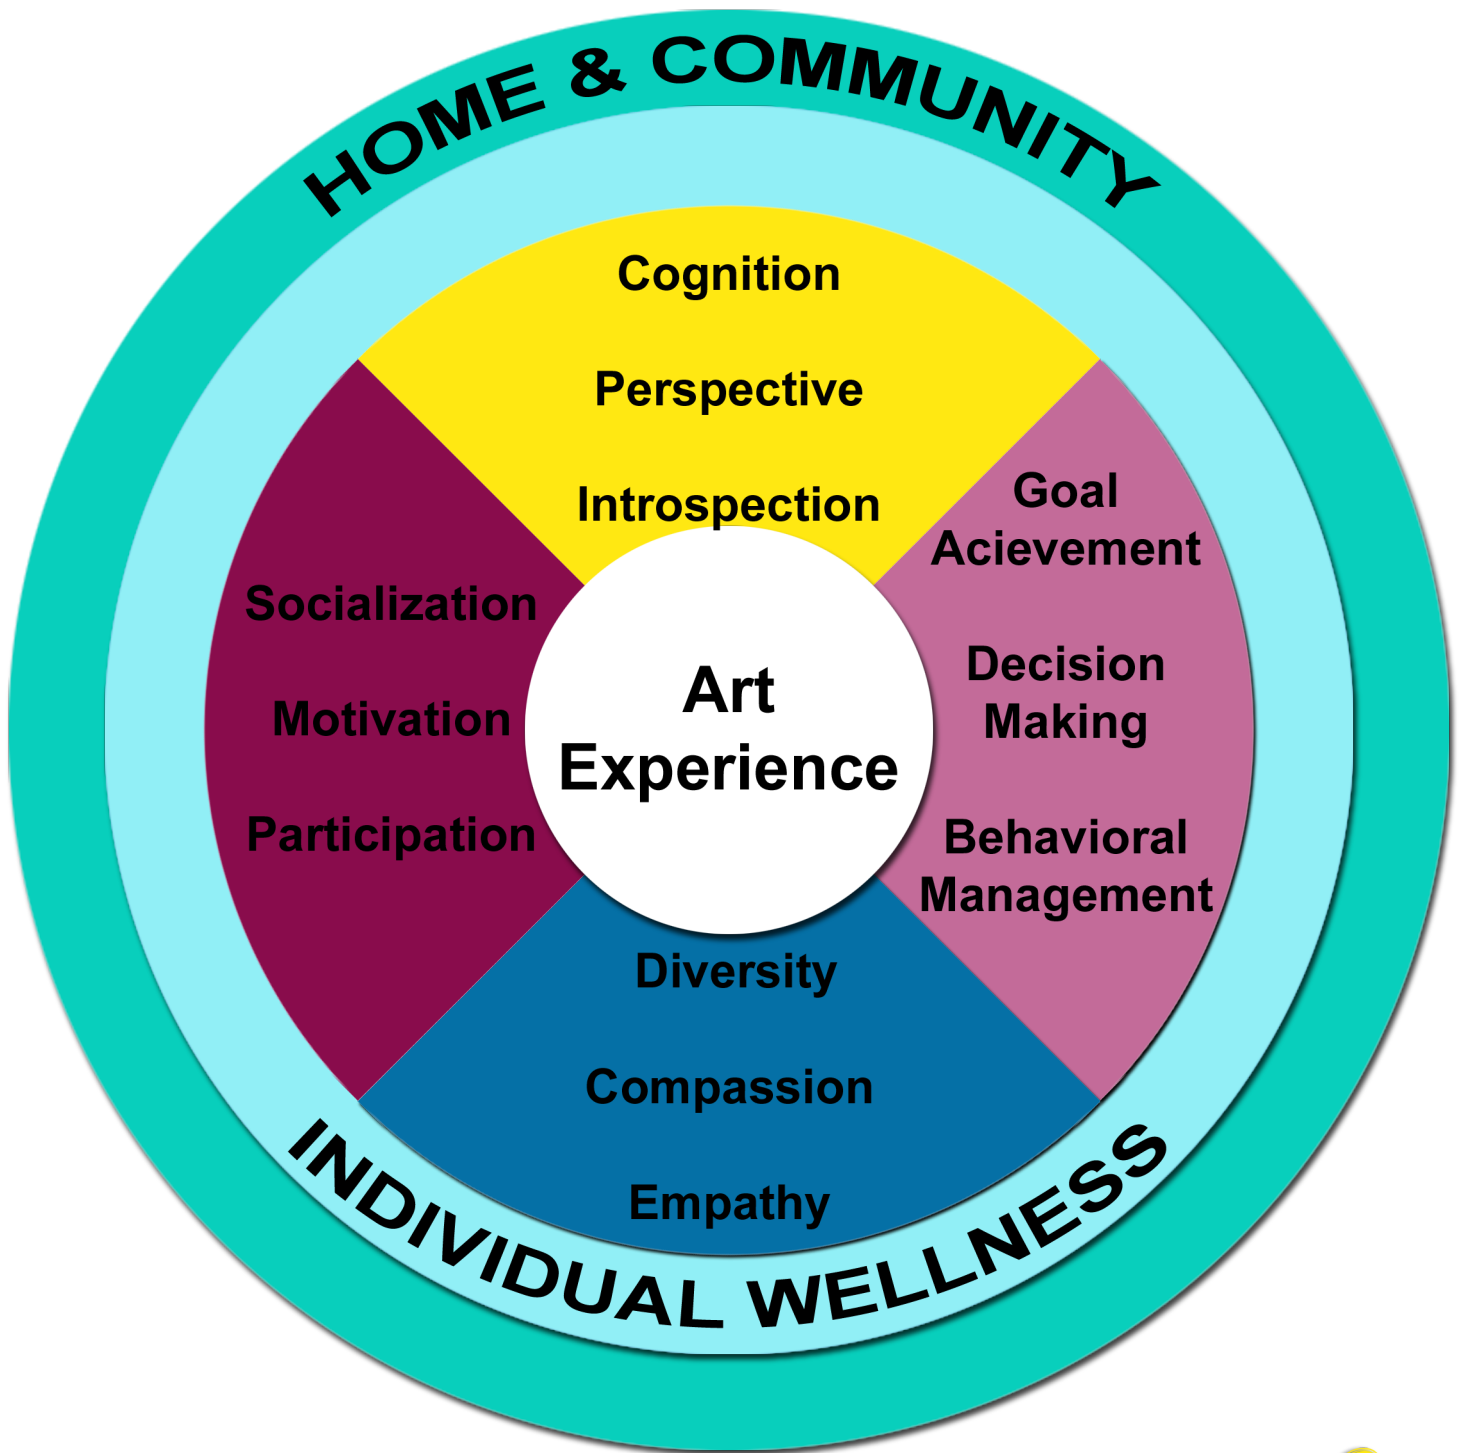 HOME & COMMUNITY
Cognition
Perspective
Introspection
Goal
Acievement
Decision
Making
Behavioral
Management
Socialization
Motivation
Participation
Art
Experience
Diversity
Compassion
Empathy
INDIVIDUAL WELLNESS